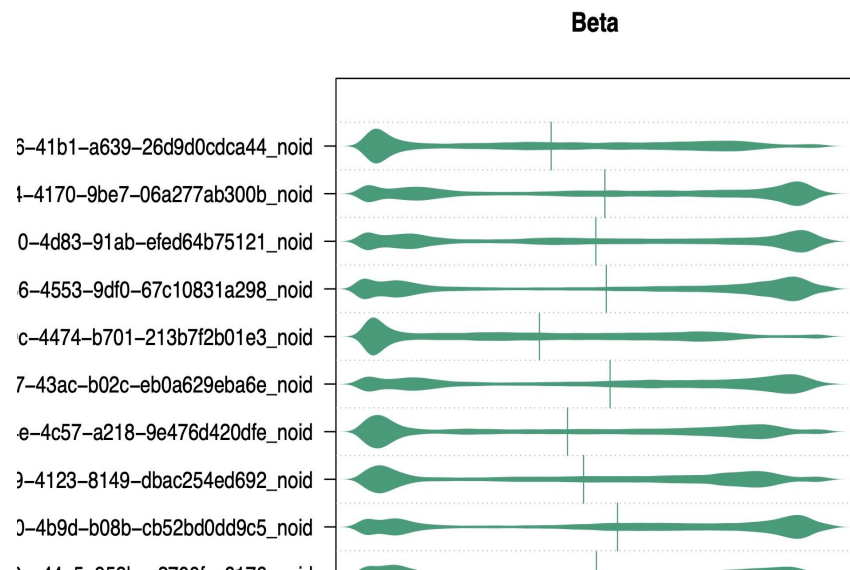 Beta
6-41b1-a639-26d9d0cdca44_noid
4-4170-9be7-06a277ab300b_noid
0-4d83-91ab-efed64b75121_noid
6-4553-9df0-67c10831a298_noid
c-4474-b701-213b7f2b01e3_noid
7-43ac-b02c-eb0a629eba6e_noid
e-4c57-a218-9e476d420dfe_noid
9-4123-8149-dbac254ed692_noid
0-4b9d-b08b-cb52bd0dd9c5_noid